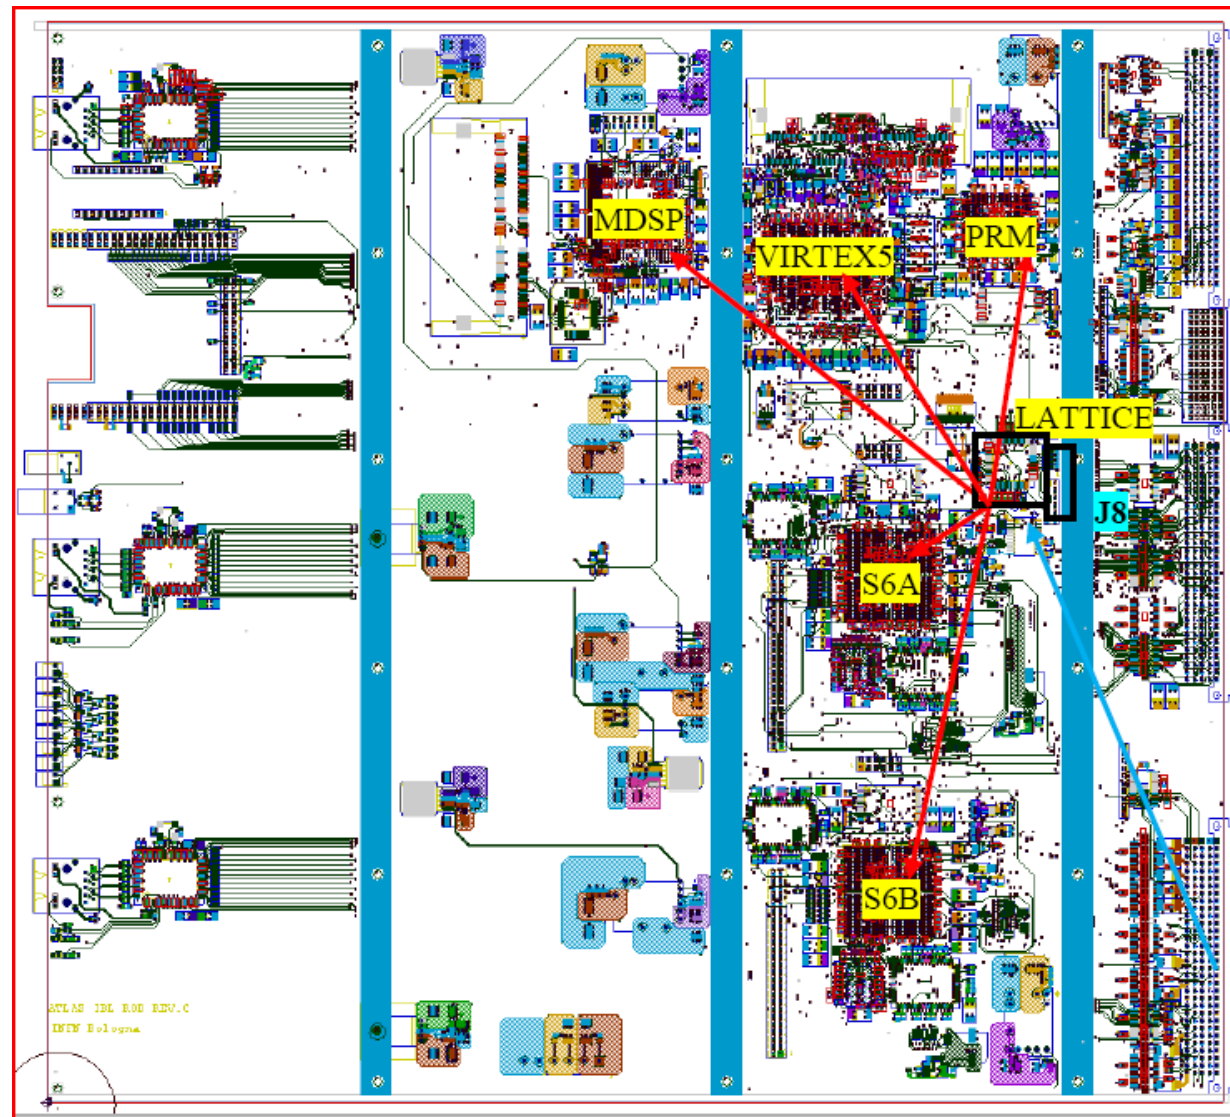 MDSP
VIRTEX5
PRM
LATTICE
J8
S6A
S6B
ATLAS IBL ROD REV.C
INFN Bologna